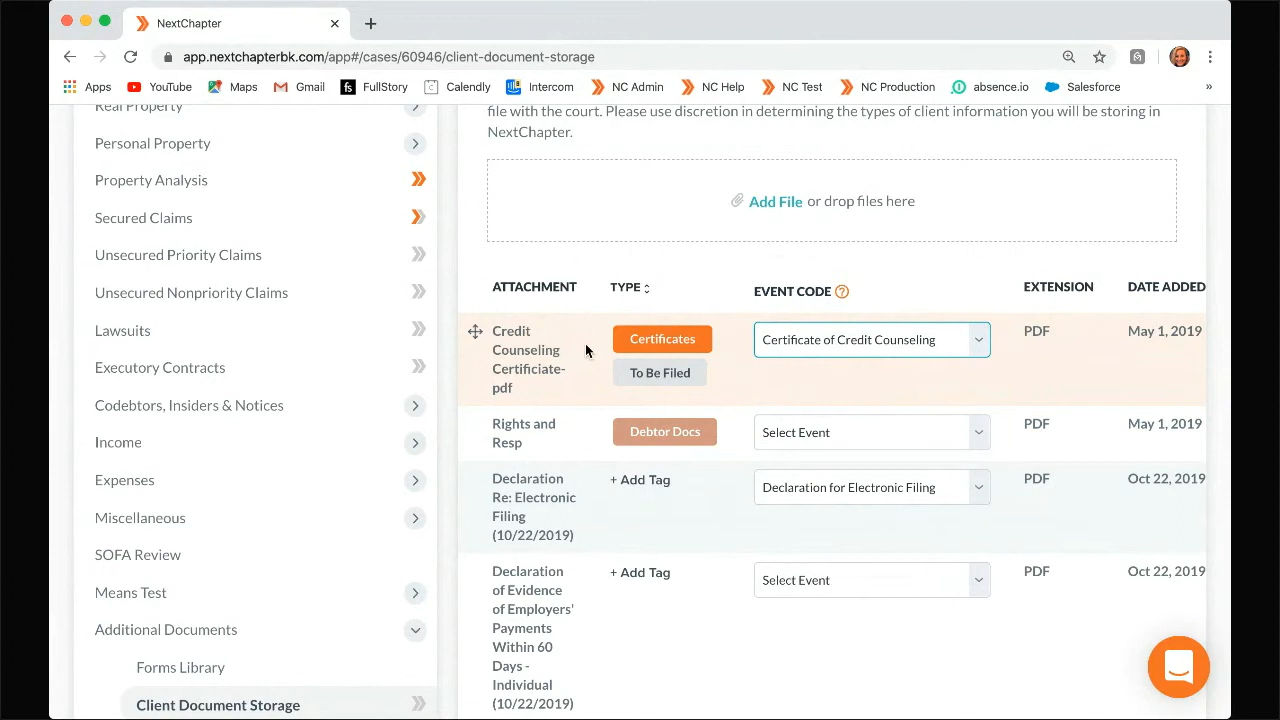 NextChapter
app.nextchapterbk.com/app#/cases/60946/client-document-storage
Apps YouTube Maps Gmail FullStory Calendly Intercom NC Admin NC Help NC Test NC Production absence.io Salesforce »
Real Property
Personal Property
Property Analysis
Secured Claims
Unsecured Priority Claims
Unsecured Nonpriority Claims
Lawsuits
Executory Contracts
Codebtors, Insiders & Notices
Income
Expenses
Miscellaneous
SOFA Review
Means Test
Additional Documents
Forms Library
Client Document Storage
file with the court. Please use discretion in determining the types of client information you will be storing in
NextChapter.
Add File or drop files here
ATTACHMENT TYPE EVENT CODE ? EXTENSION DATE ADDED
Credit
Counseling
Certificiate-
pdf
Certificates
To Be Filed
Certificate of Credit Counseling
PDF
May 1, 2019
Rights and
Resp
Debtor Docs
Select Event
PDF
May 1, 2019
Declaration
Re: Electronic
Filing
(10/22/2019)
+ Add Tag
Declaration for Electronic Filing
PDF
Oct 22, 2019
Declaration
of Evidence
of Employers'
Payments
Within 60
Days -
Individual
(10/22/2019)
+ Add Tag
Select Event
PDF
Oct 22, 2019